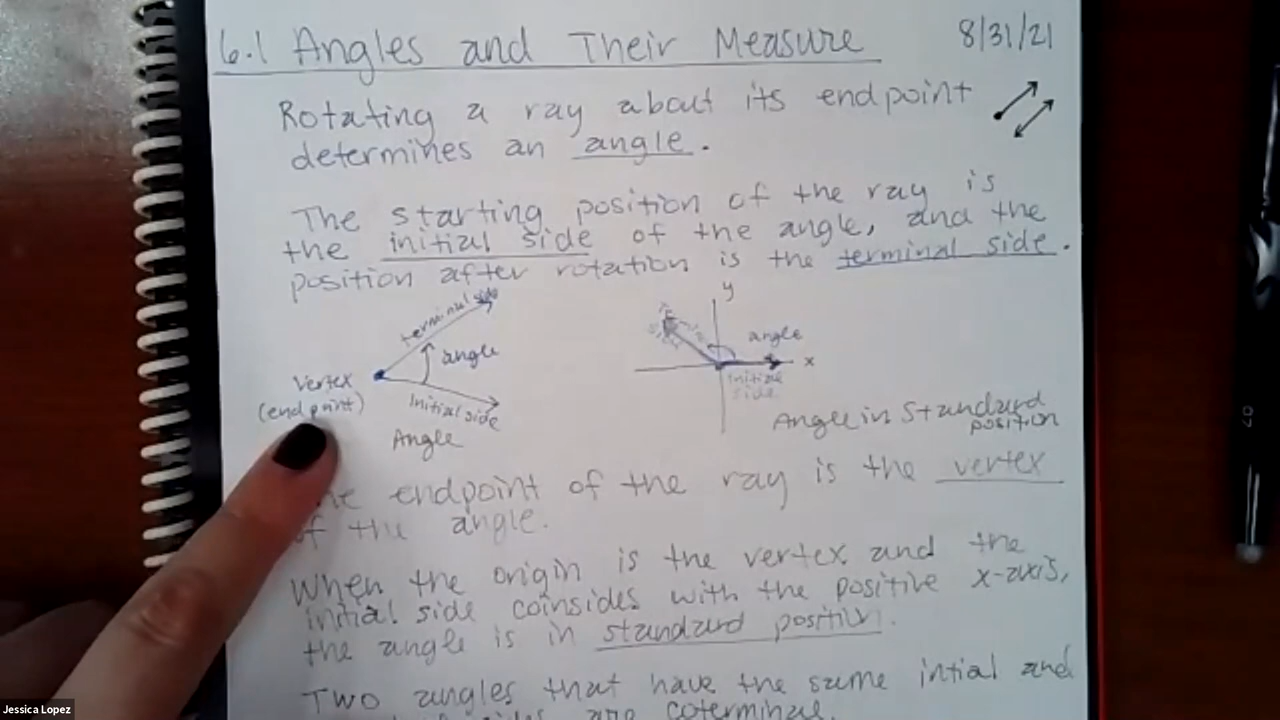 6.1 Angles and Their Measure 8/31/21
Rotating a ray about its endpoint
determines an angle.
The starting position of the ray is
the initial side of the angle, and the
position after rotation is the terminal side.
terminal side
angle
Vertex
(endpoint)
Initial side
Angle
y
angle
x
initial
side
Angle in Standard
position
endpoint of the ray is the vertex
of the angle.
When the origin is the vertex and the
initial side coinsides with the positive x-axis,
the angle is in standard position.
Two angles that have the same intial and
sides are coterminal.
Jessica Lopez